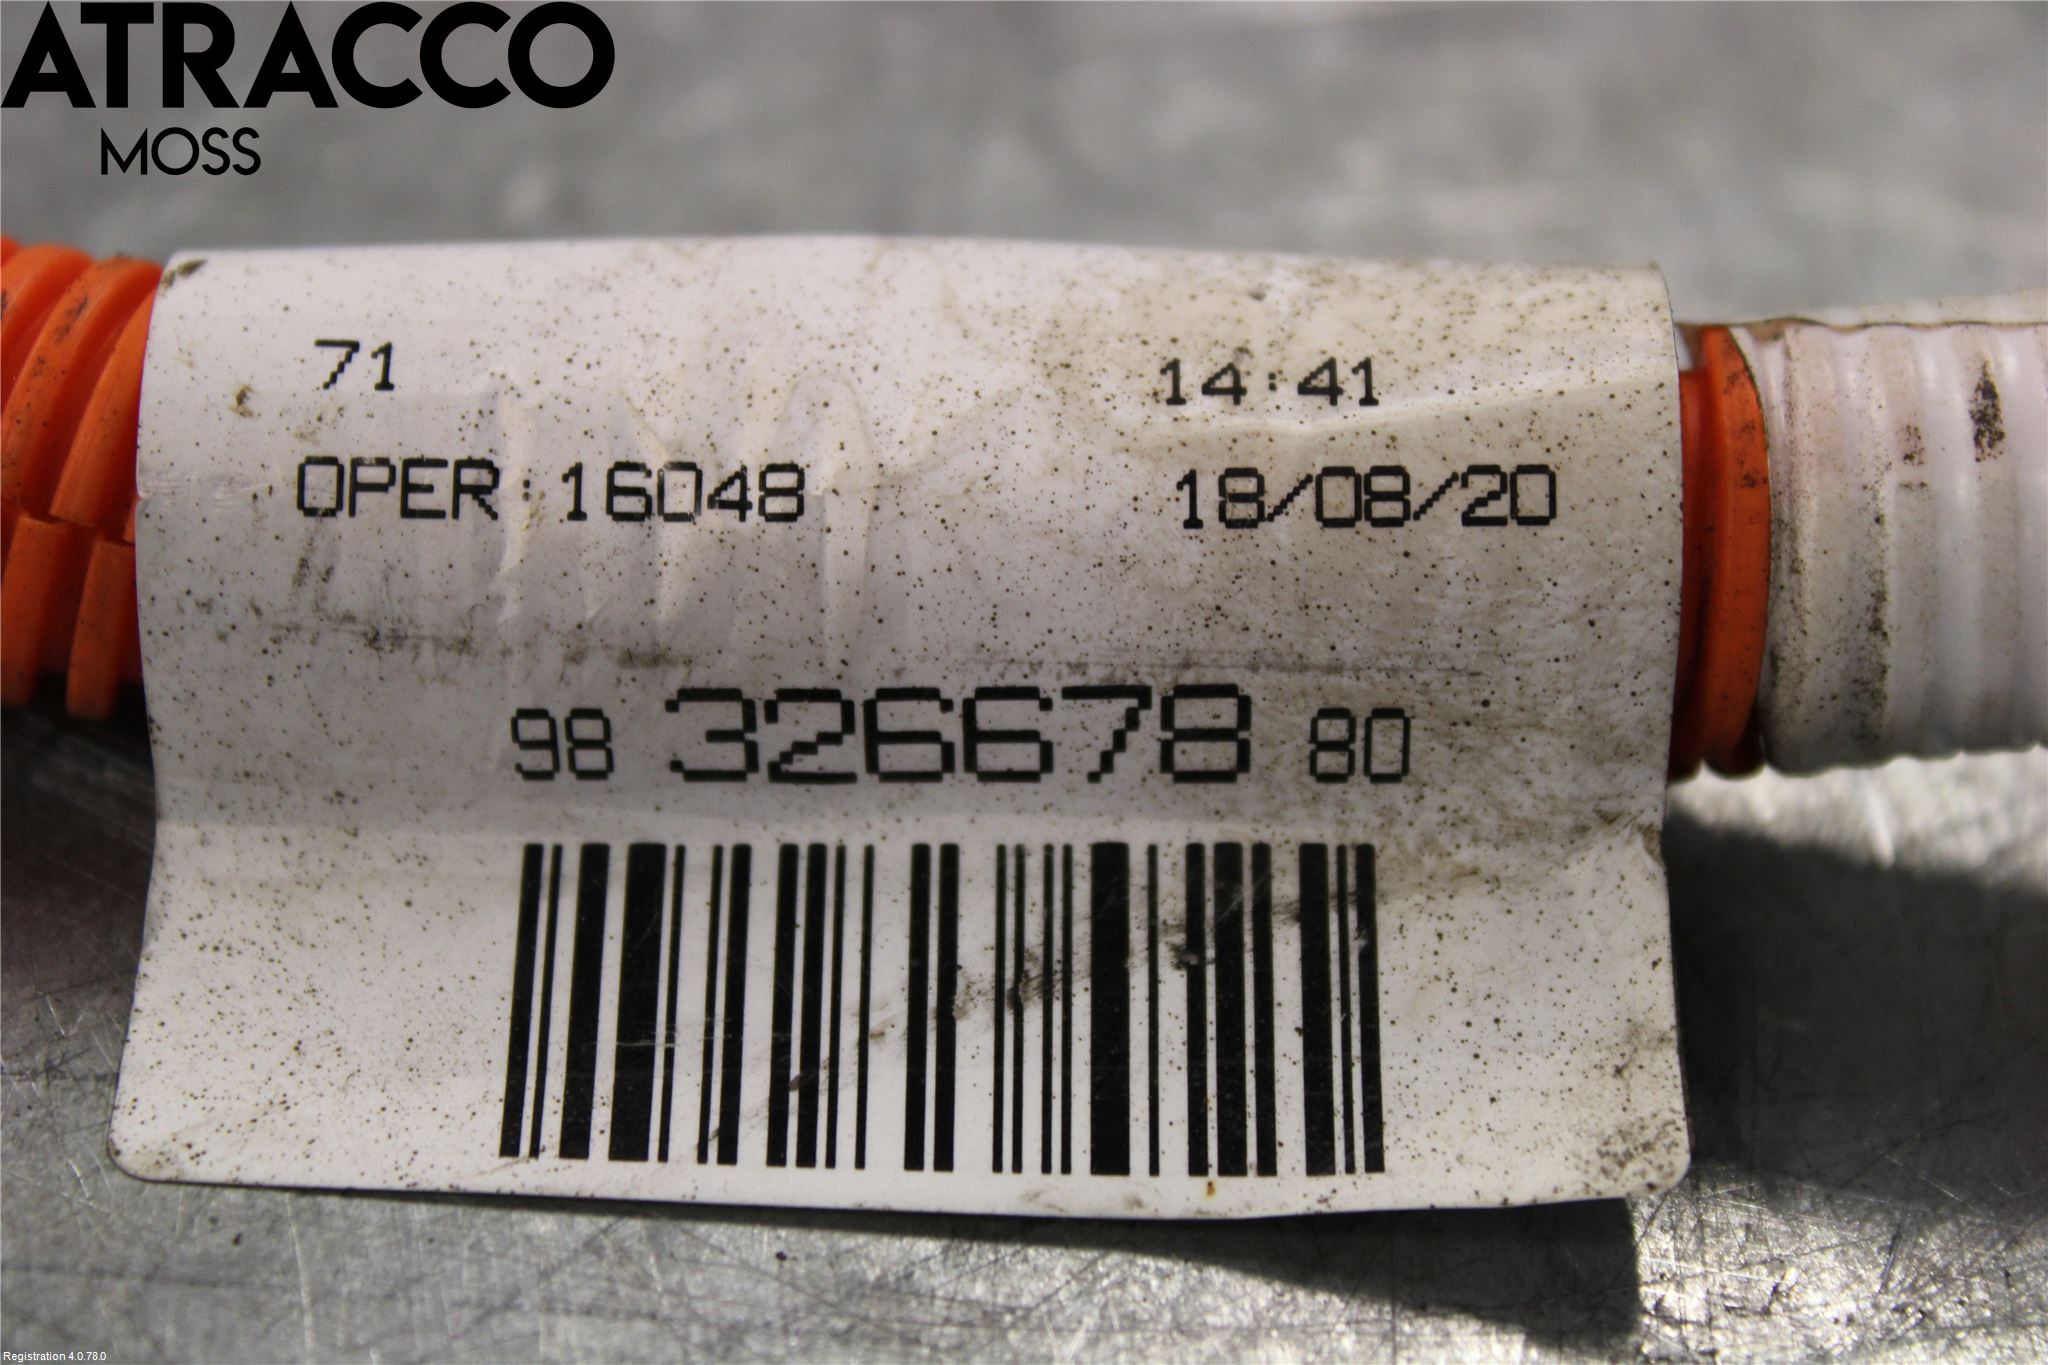 ATRACCO
MOSS
71 14:41
OPER:16048 18/08/20
98 326678 80
Registration 4.0.78.0